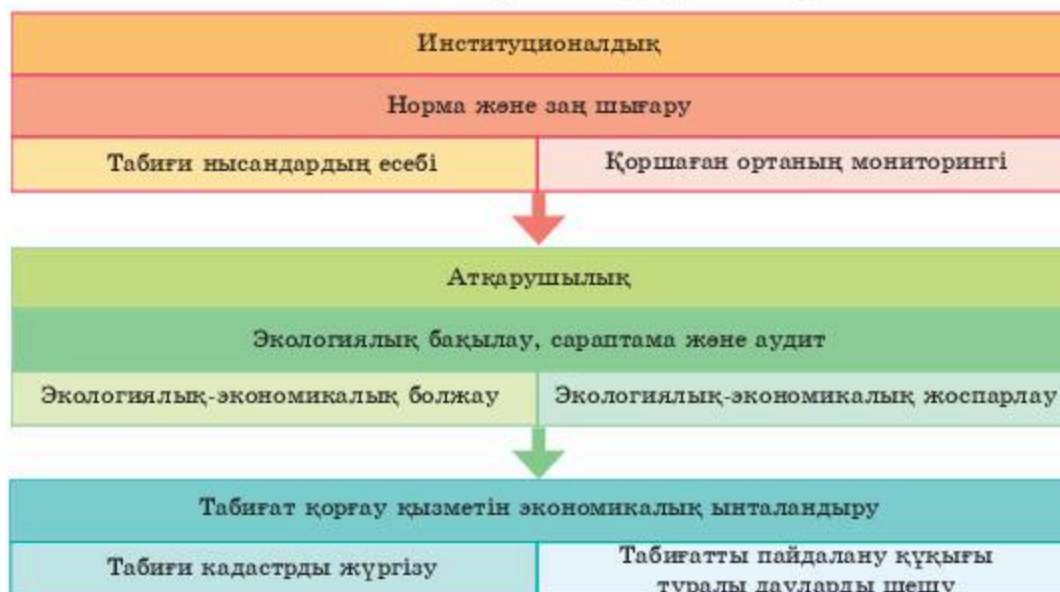 Институционалдық
Норма және заң шығару
Табиғи нысандардың есебі
Қоршаған ортаның мониторингі
Атқарушылық
Экологиялық бақылау, сараптама және аудит
Экологиялық-экономикалық болжау
Экологиялық-экономикалық жоспарлау
Табиғат қорғау қызметін экономикалық ынталандыру
Табиғи кадастрды жүргізу
Табиғатты пайдалану құқығы
туралы дауларды шешу